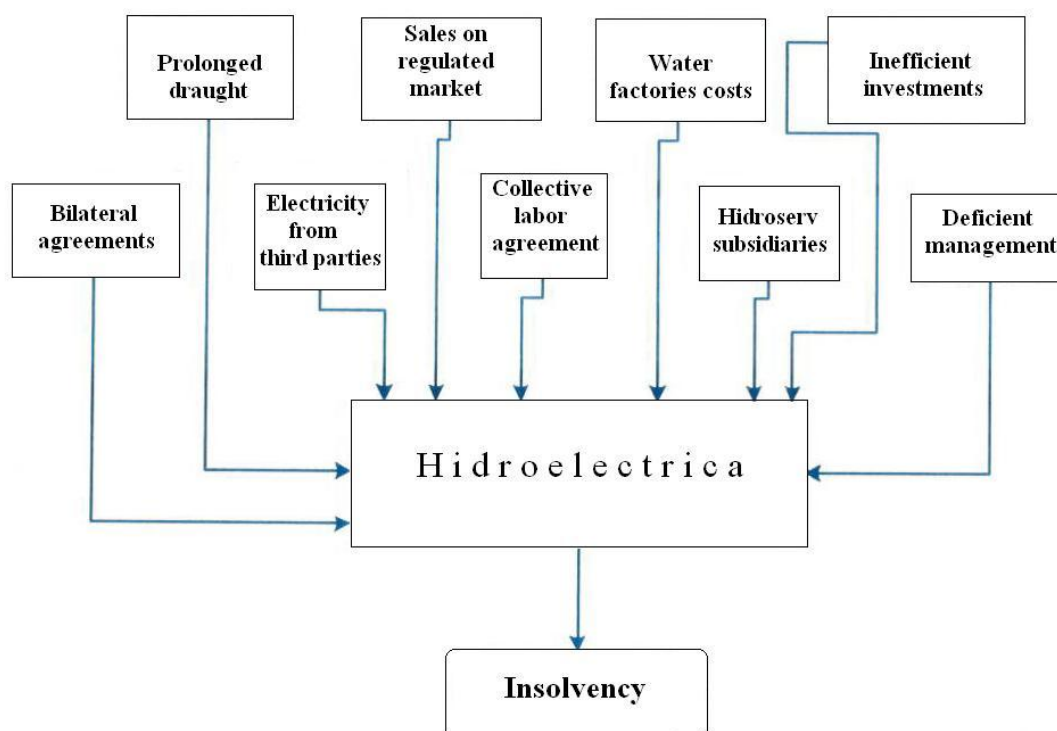 Prolonged
draught
Sales on
regulated
market
Water
factories costs
Inefficient
investments
Bilateral
agreements
Electricity
from
third parties
Collective
labor
agreement
Hidroserv
subsidiaries
Deficient
management
Hidroelectrica
Insolvency